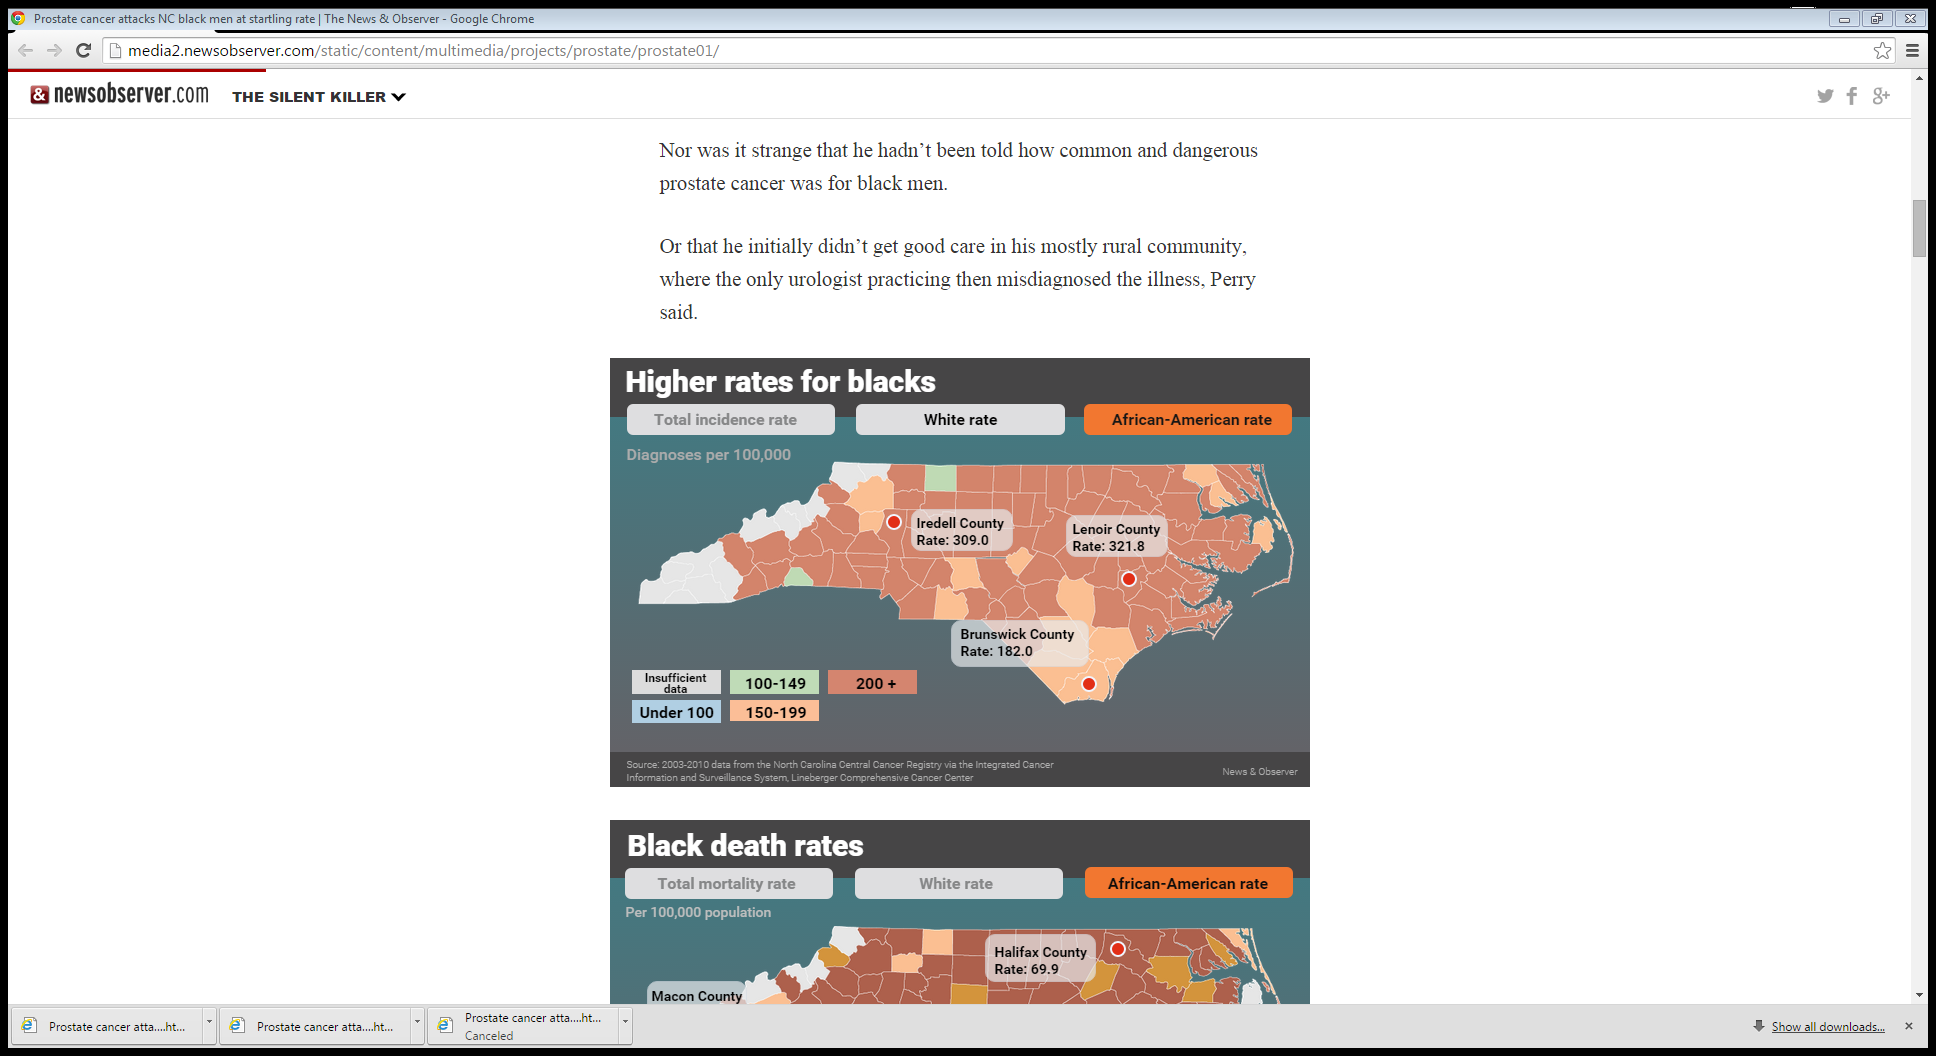 Prostate cancer attacks NC black men at startling rate | The News & Observer - Google Chrome
media2.newsobserver.com/static/content/multimedia/projects/prostate/prostate01/
& newsobserver.com THE SILENT KILLER
Nor was it strange that he hadn’t been told how common and dangerous
prostate cancer was for black men.
Or that he initially didn’t get good care in his mostly rural community,
where the only urologist practicing then misdiagnosed the illness, Perry
said.
Higher rates for blacks
Total incidence rate White rate African-American rate
Diagnoses per 100,000
Iredell County
Rate: 309.0
Lenoir County
Rate: 321.8
Brunswick County
Rate: 182.0
Insufficient
data
100-149
200 +
Under 100
150-199
Source: 2003-2010 data from the North Carolina Central Cancer Registry via the Integrated Cancer
Information and Surveillance System, Lineberger Comprehensive Cancer Center
News & Observer
Black death rates
Total mortality rate White rate African-American rate
Per 100,000 population
Halifax County
Rate: 69.9
Macon County
Prostate cancer atta....ht...
Prostate cancer atta....ht...
Prostate cancer atta....ht...
Canceled
Show all downloads...